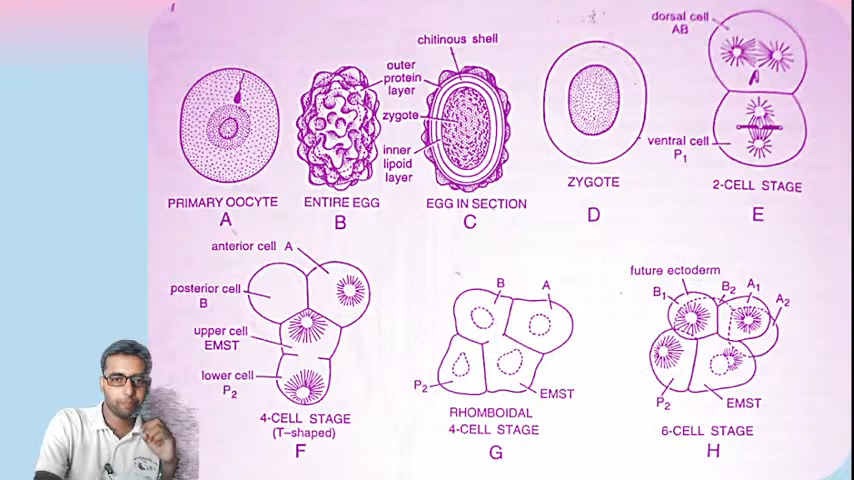 chitinous shell
outer
protein
layer
zygote
inner
lipoid
layer
PRIMARY OOCYTE
A
ENTIRE EGG
B
EGG IN SECTION
C
ZYGOTE
D
dorsal cell
AB
ventral cell
P1
2-CELL STAGE
E
anterior cell A
posterior cell
B
upper cell
EMST
lower cell
P2
4-CELL STAGE
(T-shaped)
F
B
A
P2
EMST
RHOMBOIDAL
4-CELL STAGE
G
future ectoderm
B1
B2
A1
A2
P2
EMST
6-CELL STAGE
H